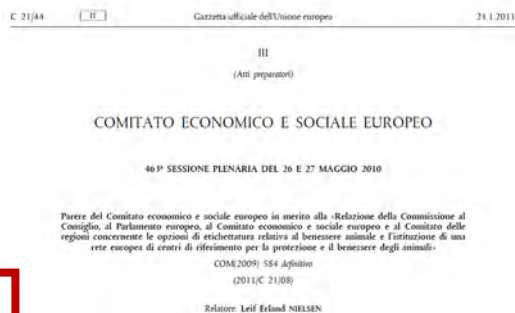 C 21/44 IT Gazzetta ufficiale dell'Unione europea 21.1.2011
III
(Atti preparatori)
COMITATO ECONOMICO E SOCIALE EUROPEO
463ª SESSIONE PLENARIA DEL 26 E 27 MAGGIO 2010
Parere del Comitato economico e sociale europeo in merito alla «Relazione della Commissione al
Consiglio, al Parlamento europeo, al Comitato economico e sociale europeo e al Comitato delle
regioni concernente le opzioni di etichettatura relativa al benessere animale e l'istituzione di una
rete europea di centri di riferimento per la protezione e il benessere degli animali»
COM(2009) 584 definitivo
(2011/C 21/08)
Relatore: Leif Erland NIELSEN